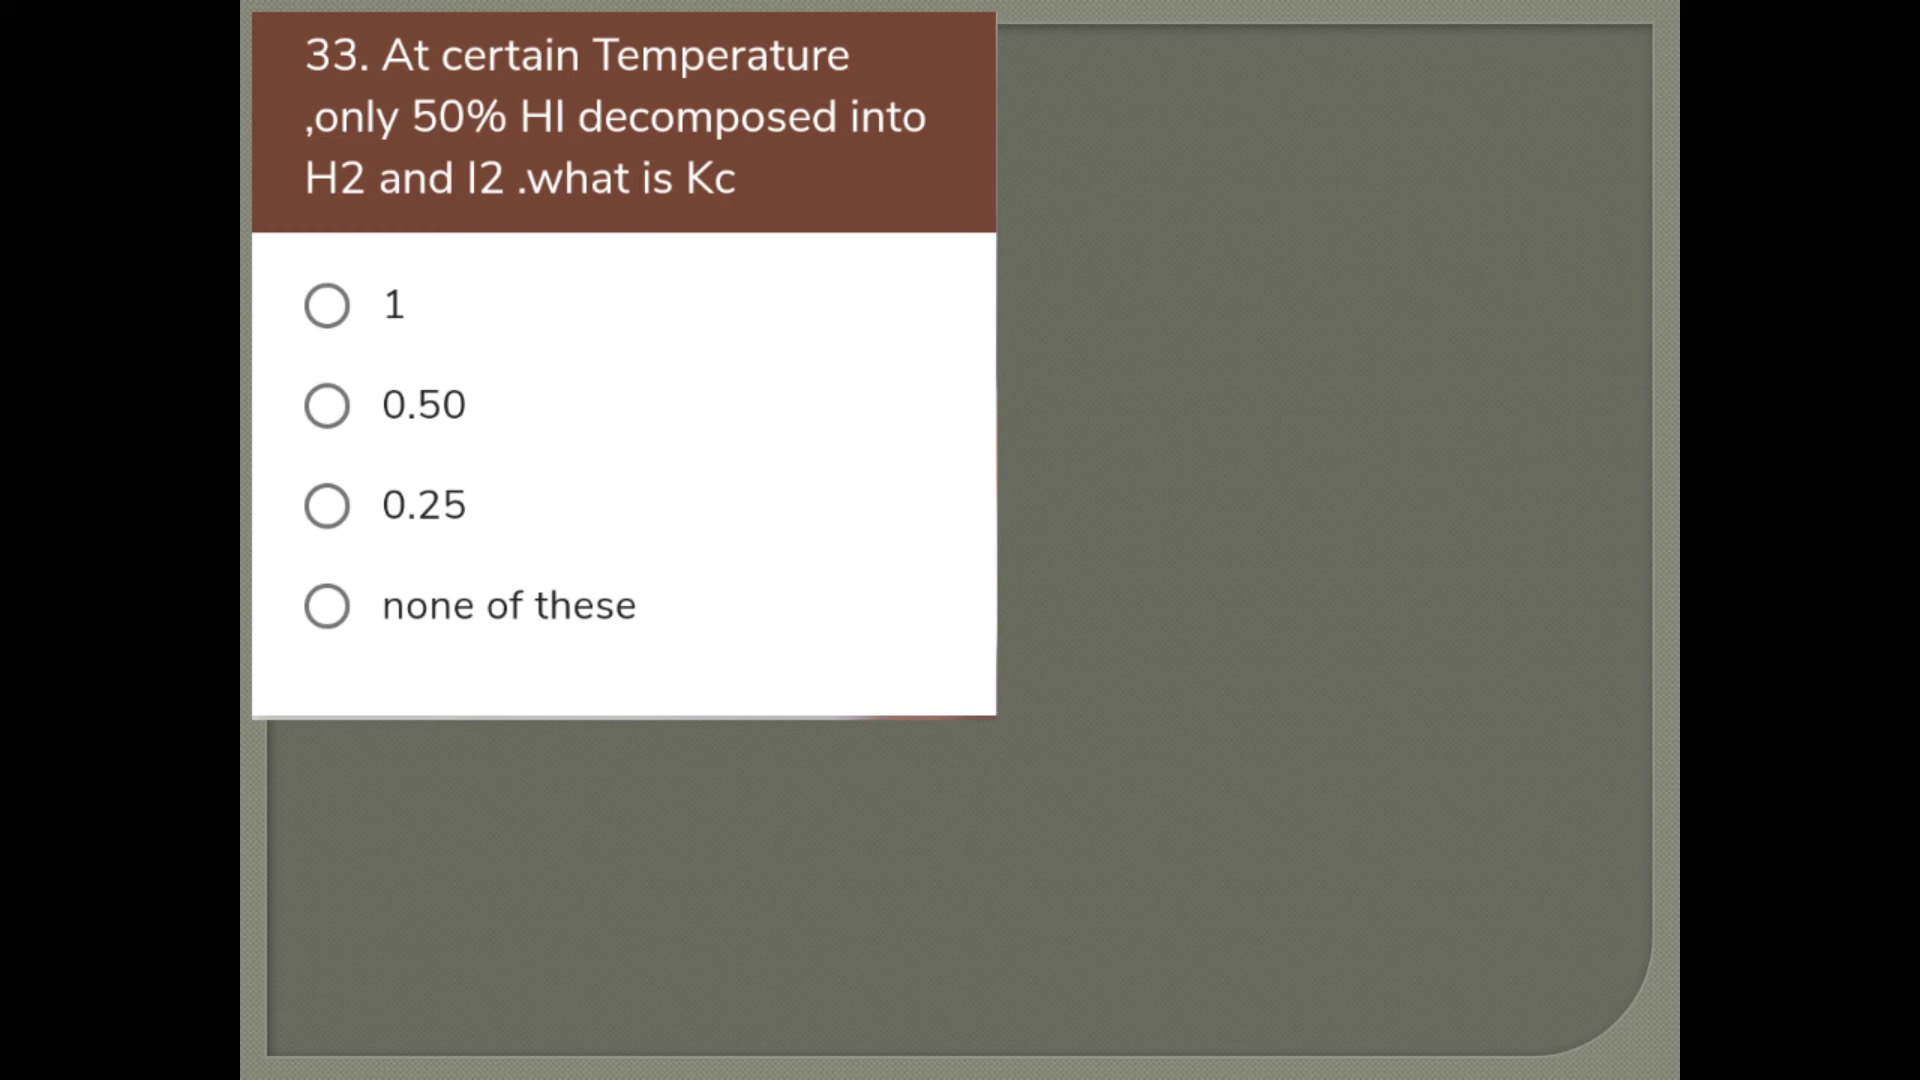 33. At certain Temperature
,only 50% HI decomposed into
H2 and I2 .what is Kc
1
0.50
0.25
none of these